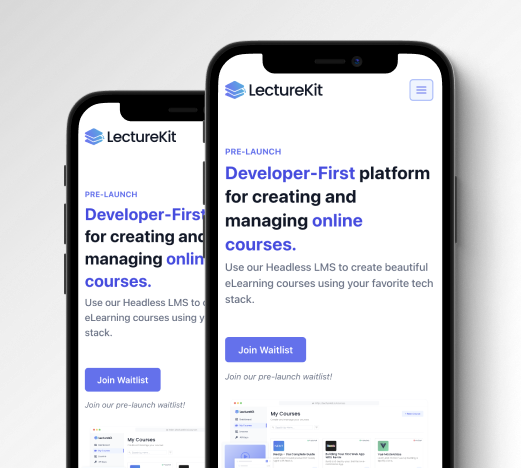 LectureKit
PRE-LAUNCH
Developer-First
for creating and
managing onlin
courses.
Use our Headless LMS to c
eLearning courses using y
stack.
Join Waitlist
Join our pre-launch waitlist!
LectureKit
My Courses
LectureKit
PRE-LAUNCH
Developer-First platform
for creating and
managing online
courses.
Use our Headless LMS to create beautiful
eLearning courses using your favorite tech
stack.
Join Waitlist
Join our pre-launch waitlist!
LectureKit
My Courses